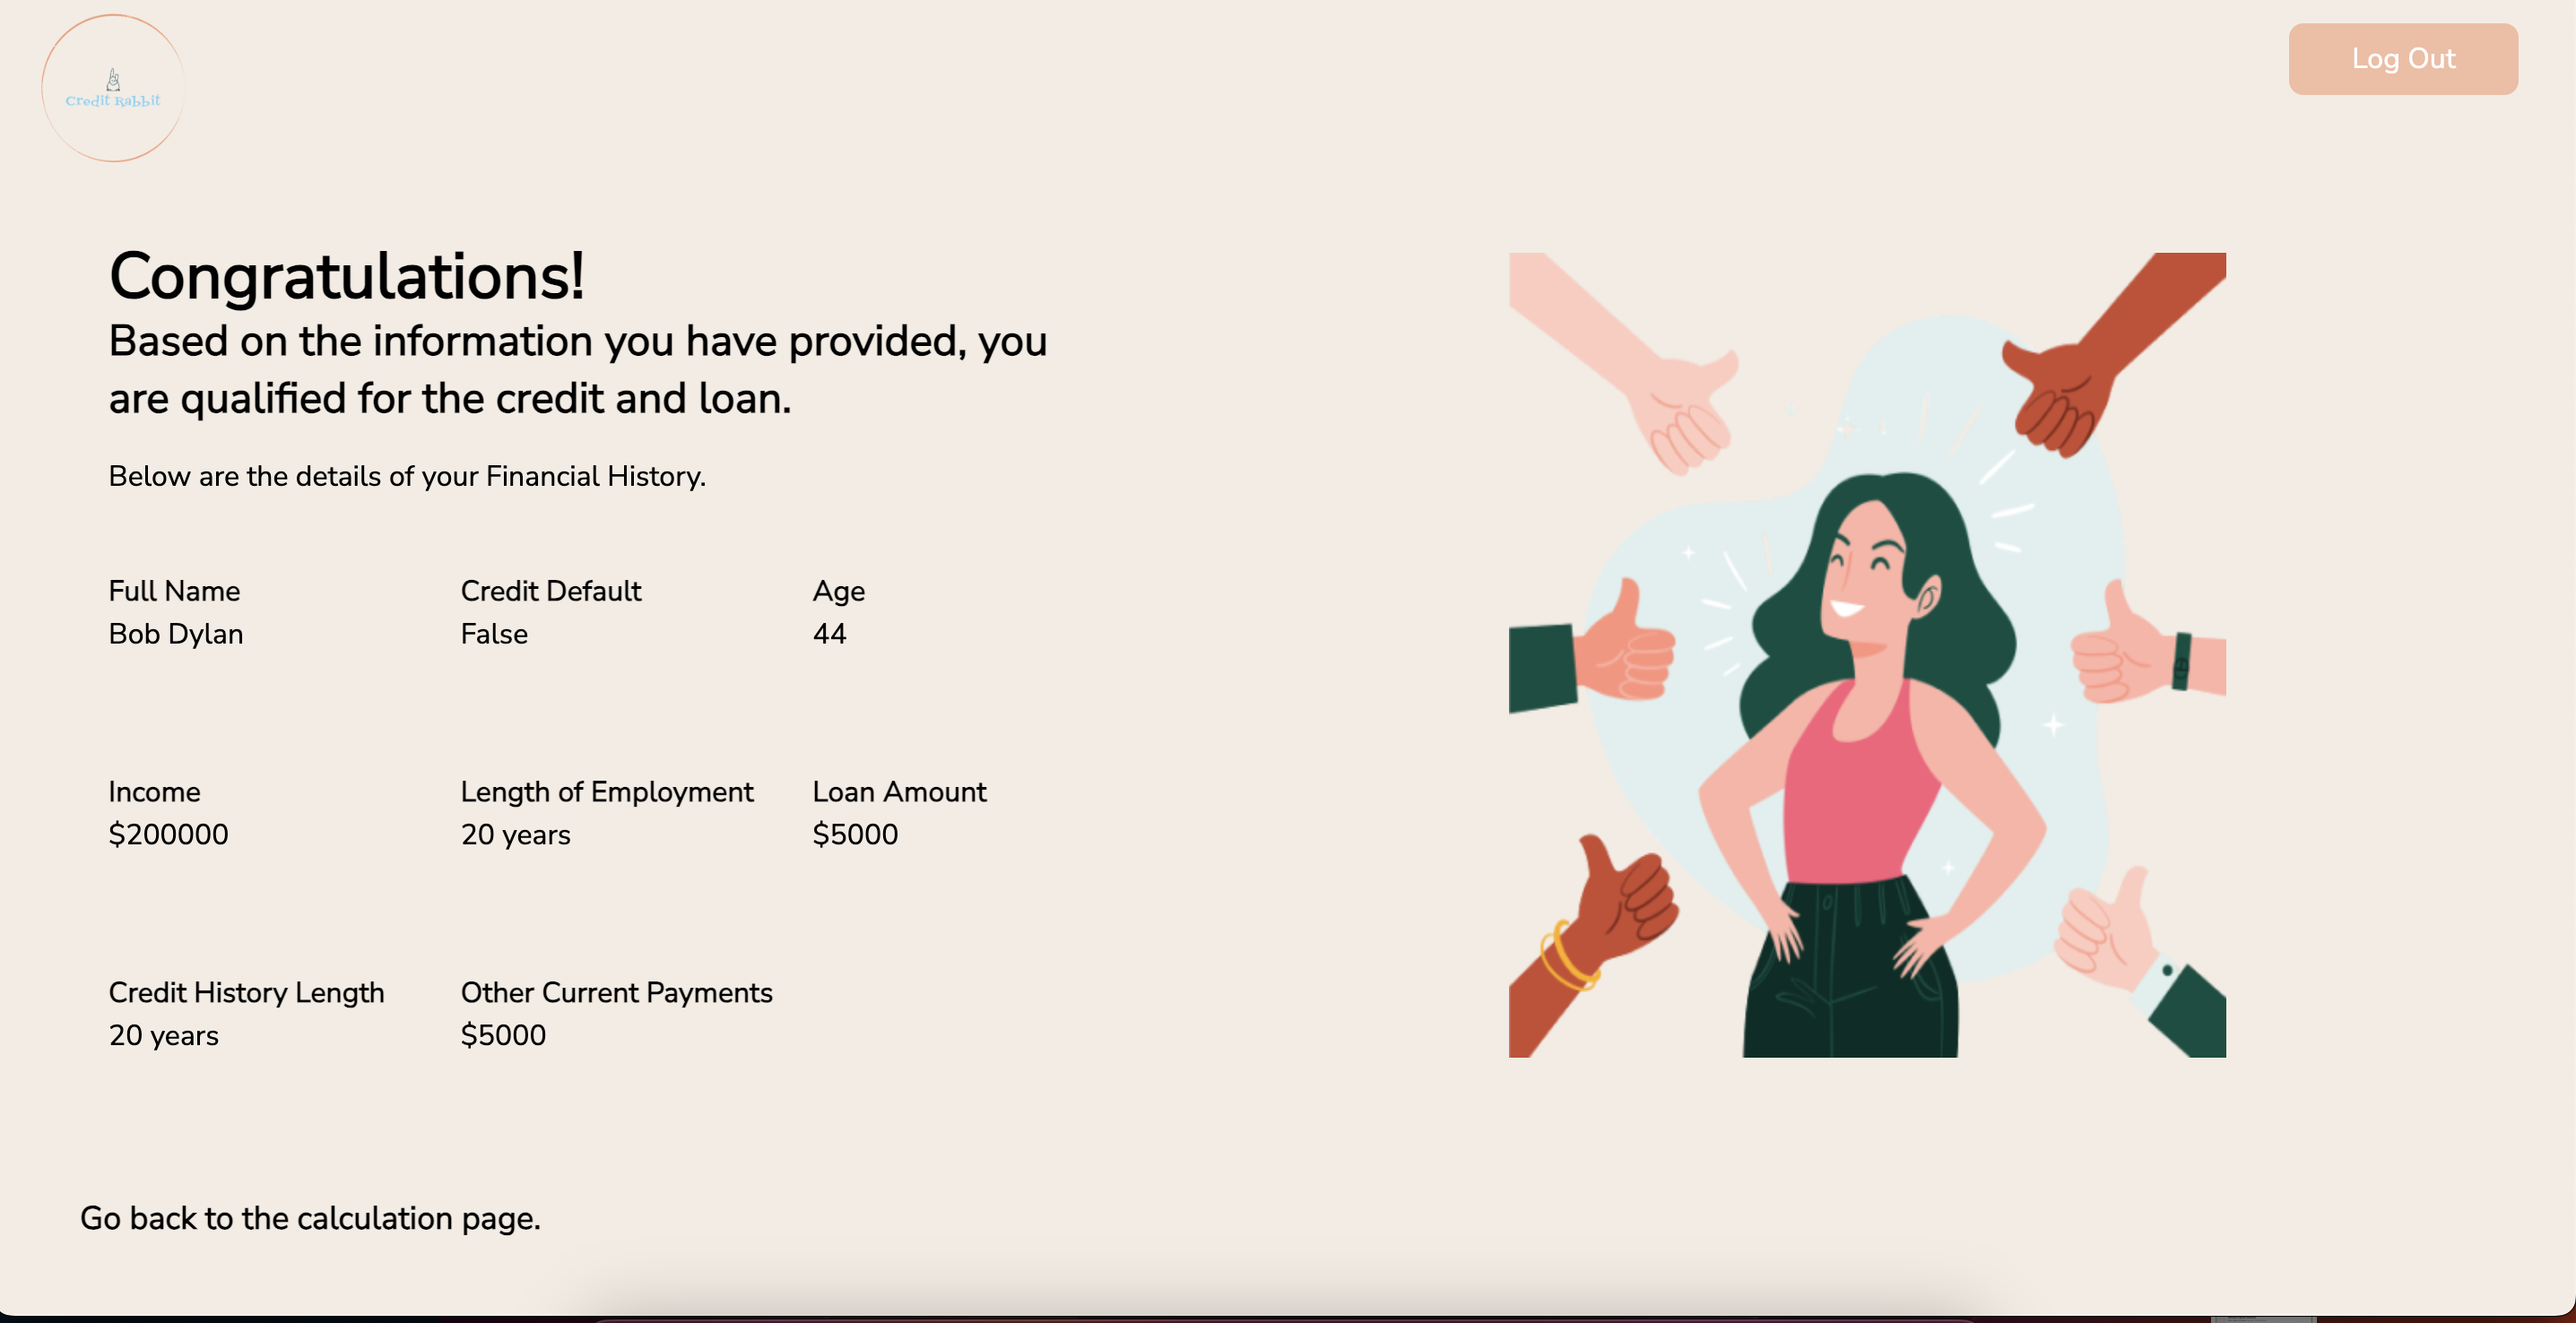 Credit Rabbit
Log Out
Congratulations!
Based on the information you have provided, you
are qualified for the credit and loan.
Below are the details of your Financial History.
Full Name
Bob Dylan
Credit Default
False
Age
44
Income
$200000
Length of Employment
20 years
Loan Amount
$5000
Credit History Length
20 years
Other Current Payments
$5000
Go back to the calculation page.